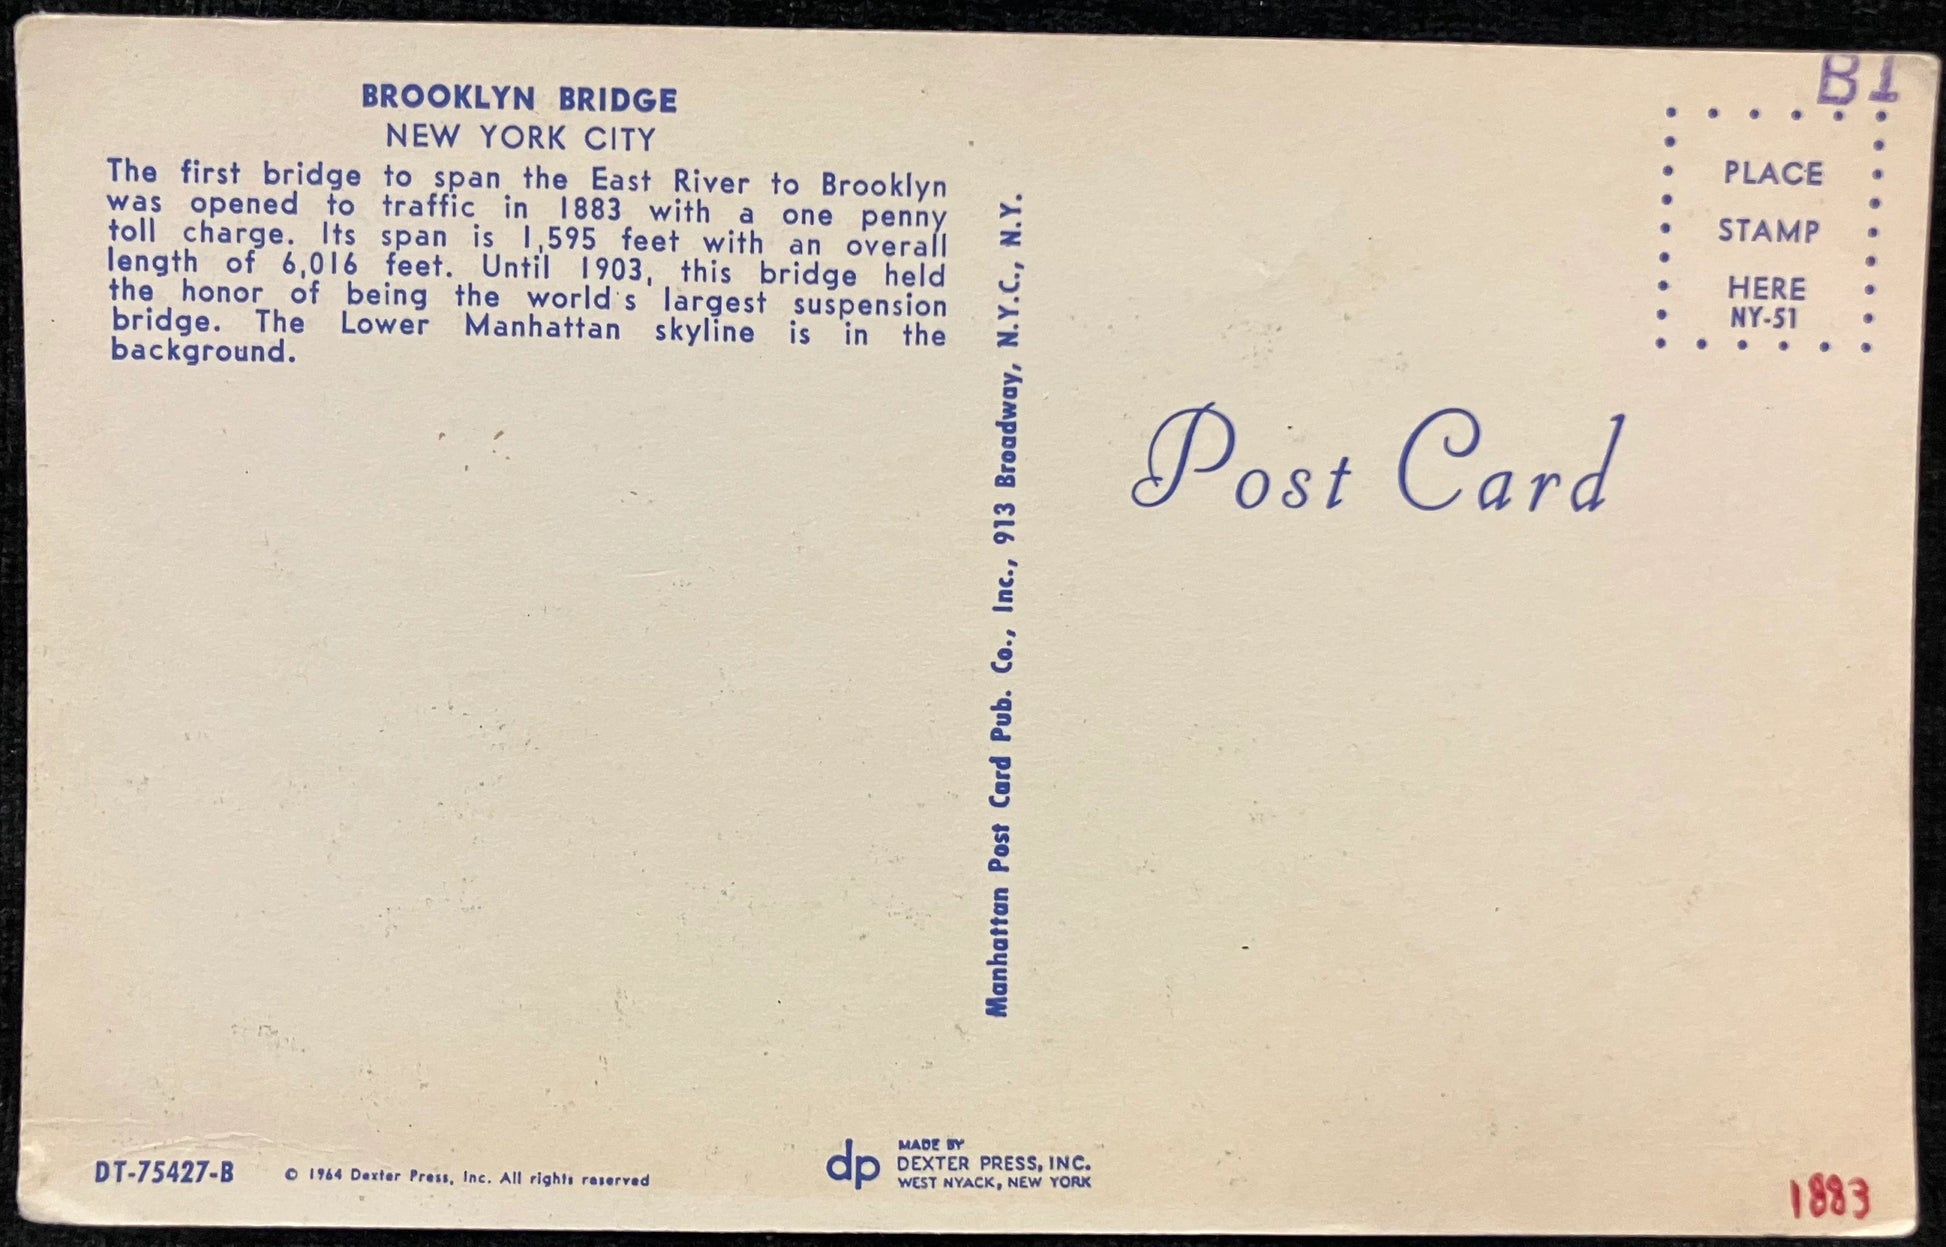 BROOKLYN BRIDGE
NEW YORK CITY
The first bridge to span the East River to Brooklyn
was opened to traffic in 1883 with a one penny
toll charge. Its span is 1,595 feet with an overall
length of 6,016 feet. Until 1903, this bridge held
the honor of being the world's largest suspension
bridge. The Lower Manhattan skyline is in the
background.
DT-75427-B
© 1964 Dexter Press, Inc. All rights reserved
Manhattan Post Card Pub. Co., Inc., 913 Broadway, N.Y.C., N.Y.
dp
MADE BY
DEXTER PRESS, INC.
WEST NYACK, NEW YORK
B1
PLACE
STAMP
HERE
NY-51
Post Card
1883